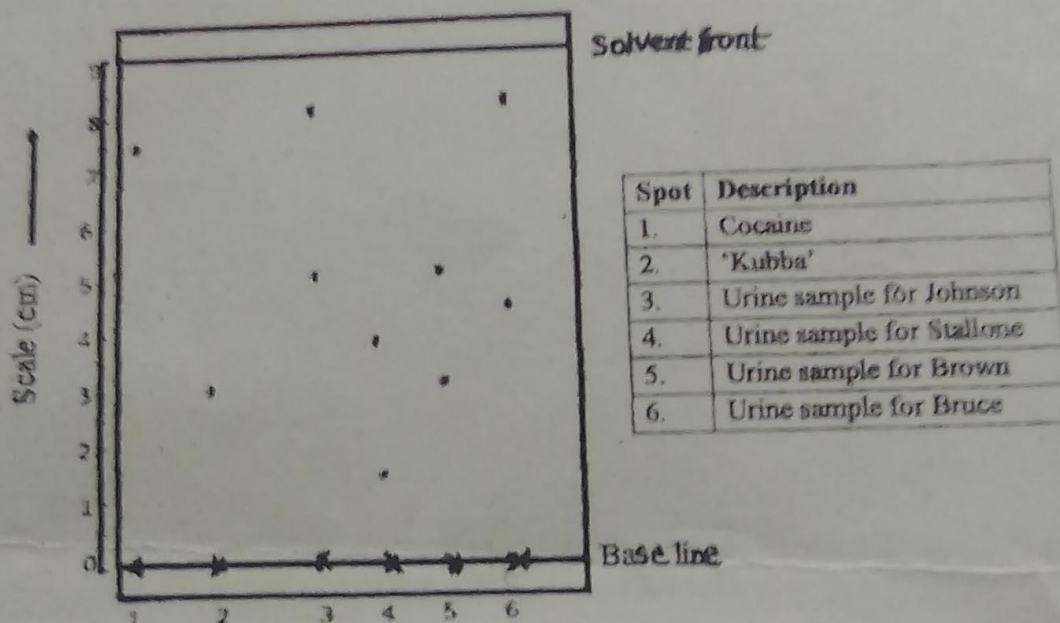 Solvent front
9
8
7
6
5
4
3
2
1
0
Scale (cm)
Spot Description
1. Cocaine
2. 'Kubba'
3. Urine sample for Johnson
4. Urine sample for Stallone
5. Urine sample for Brown
6. Urine sample for Bruce
Base line
1 2 3 4 5 6